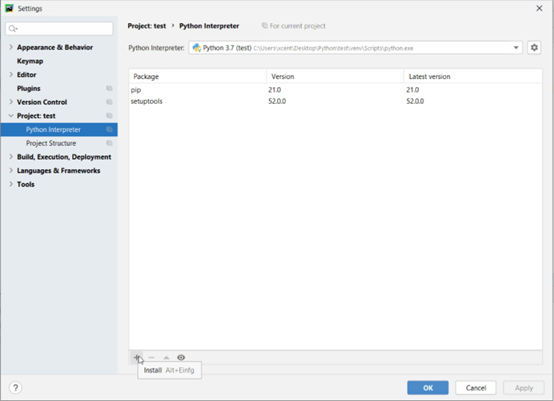 Settings
Appearance & Behavior
Keymap
Editor
Plugins
Version Control
Project: test
Python Interpreter
Project Structure
Build, Execution, Deployment
Languages & Frameworks
Tools
Project: test › Python Interpreter For current project
Python Interpreter: Python 3.7 (test) C:\Users\xcent\Desktop\Python\test\venv\Scripts\python.exe
Package Version Latest version
pip 21.0 21.0
setuptools 52.0.0 52.0.0
Install Alt+Einfg
? OK Cancel Apply